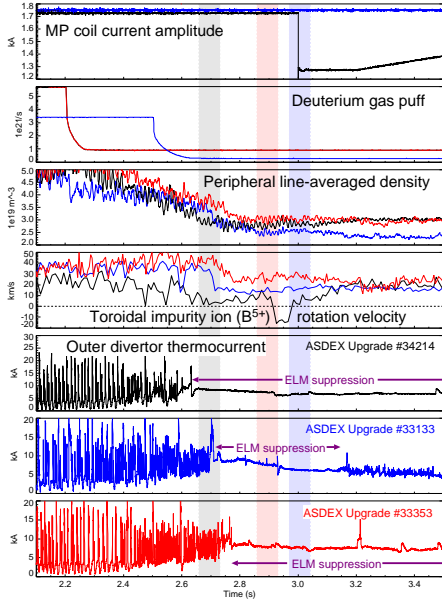 1.8
1.7
1.6
1.5
1.4
1.3
1.2
kA
MP coil current amplitude
5
4
3
2
1
0
1e21/s
Deuterium gas puff
5.0
4.5
4.0
3.5
3.0
2.5
2.0
1e19 m^-3
Peripheral line-averaged density
50
40
30
20
10
0
-10
-20
km/s
Toroidal impurity ion (B5+) rotation velocity
30
25
20
15
10
5
0
kA
Outer divertor thermocurrent
ASDEX Upgrade #34214
ELM suppression
20
15
10
5
0
kA
ASDEX Upgrade #33133
ELM suppression
20
15
10
5
0
kA
ASDEX Upgrade #33353
ELM suppression
2.2 2.4 2.6 2.8 3.0 3.2 3.4
Time (s)
Time (s)